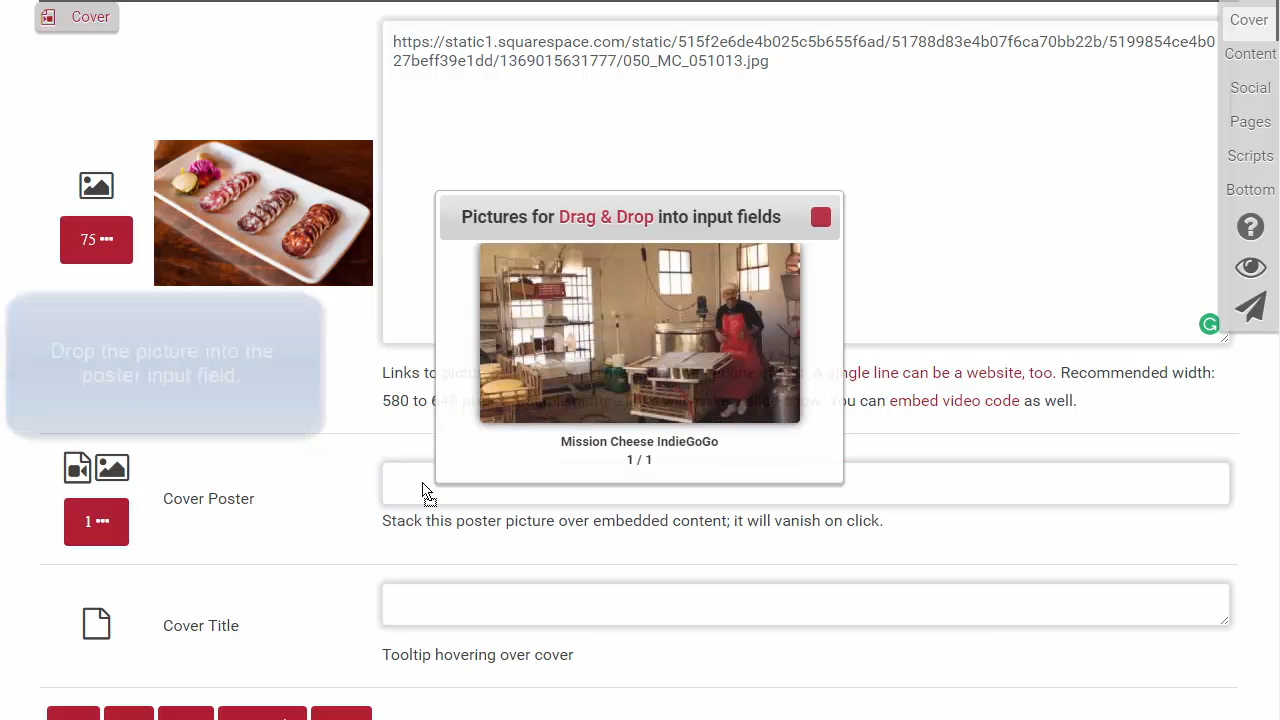 Cover
https://static1.squarespace.com/static/515f2e6de4b025c5b655f6ad/51788d83e4b07f6ca70bb22b/5199854ce4b0
27beff39e1dd/1369015631777/050_MC_051013.jpg
Cover
Content
Social
Pages
Scripts
Bottom
75
Pictures for Drag & Drop into input fields
Mission Cheese IndieGoGo
1 / 1
Drop the picture into the
poster input field.
Links to single line can be a website, too. Recommended width:
580 to You can embed video code as well.
1
Cover Poster
Stack this poster picture over embedded content; it will vanish on click.
Cover Title
Tooltip hovering over cover